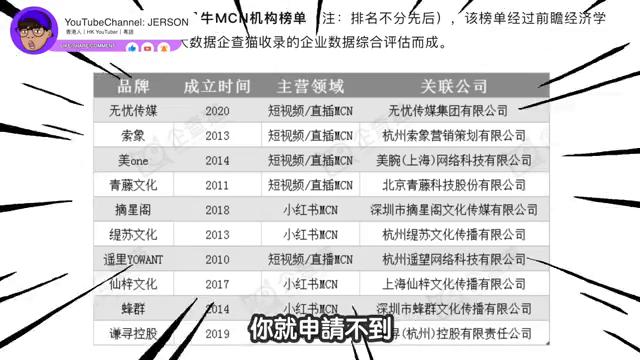 YouTubeChannel: JERSON
香港人 | HK YouTuber | 粵語
LIKE.SHARE.COMMENT
牛MCN机构榜单（注：排名不分先后），该榜单经过前瞻经济学
大数据企查猫收录的企业数据综合评估而成。
品牌 成立时间 主营领域 关联公司
无忧传媒 2020 短视频/直播MCN 无忧传媒集团有限公司
索象 2013 短视频/直播MCN 杭州索象营销策划有限公司
美one 2014 短视频/直播MCN 美腕(上海)网络科技有限公司
青藤文化 2011 短视频/直播MCN 北京青藤科技股份有限公司
摘星阁 2018 小红书MCN 深圳市摘星阁文化传媒有限公司
缇苏文化 2013 小红书MCN 杭州缇苏文化传播有限公司
遥里YOWANT 2010 短视频/直播MCN 杭州遥望网络科技有限公司
仙梓文化 2017 小红书MCN 上海仙梓文化传播有限公司
蜂群 2014 小红书MCN 深圳市蜂群文化传播有限公司
谦寻控股 2019 寻(杭州)控股有限责任公司
你就申請不到